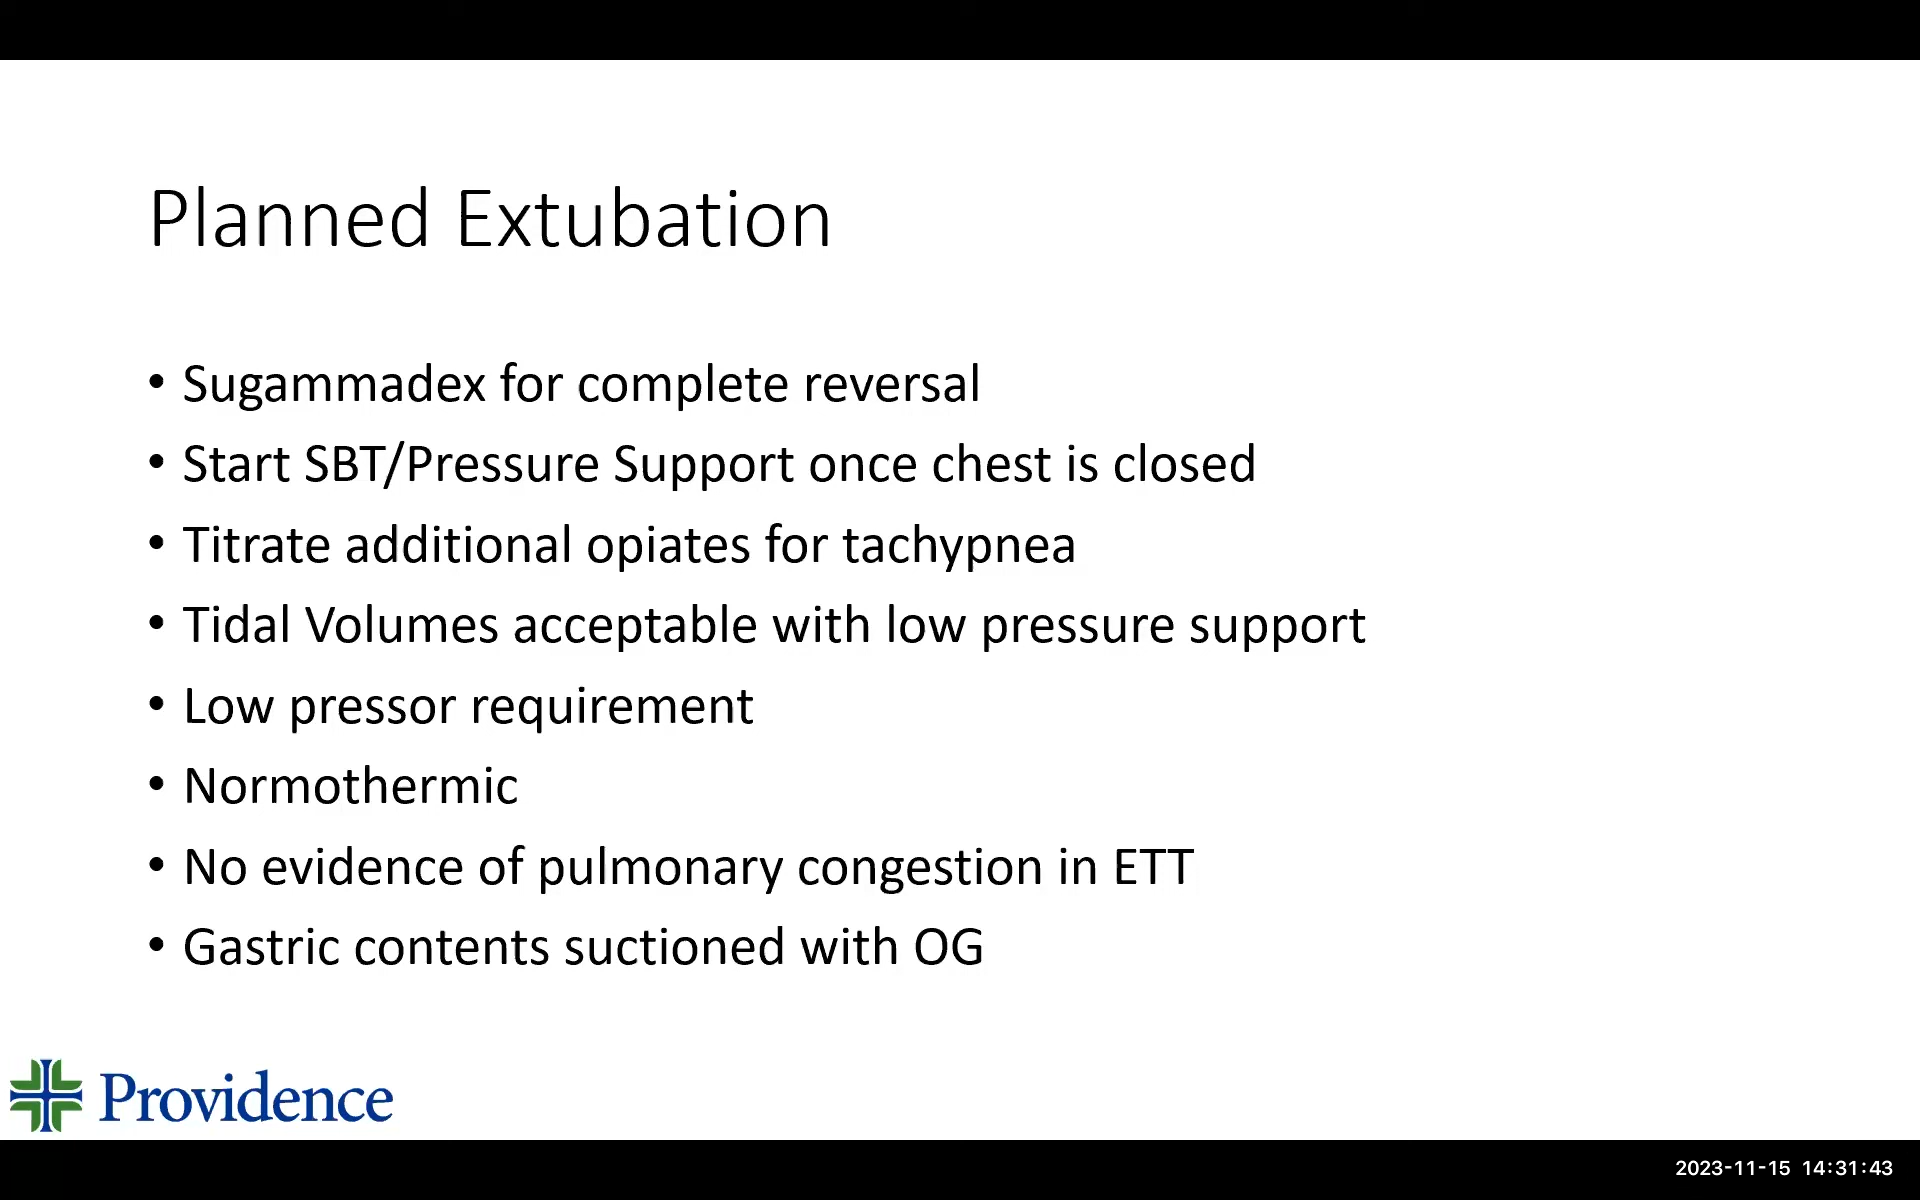 Planned Extubation
• Sugammadex for complete reversal
• Start SBT/Pressure Support once chest is closed
• Titrate additional opiates for tachypnea
• Tidal Volumes acceptable with low pressure support
• Low pressor requirement
• Normothermic
• No evidence of pulmonary congestion in ETT
• Gastric contents suctioned with OG
Providence
2023-11-15 14:31:43